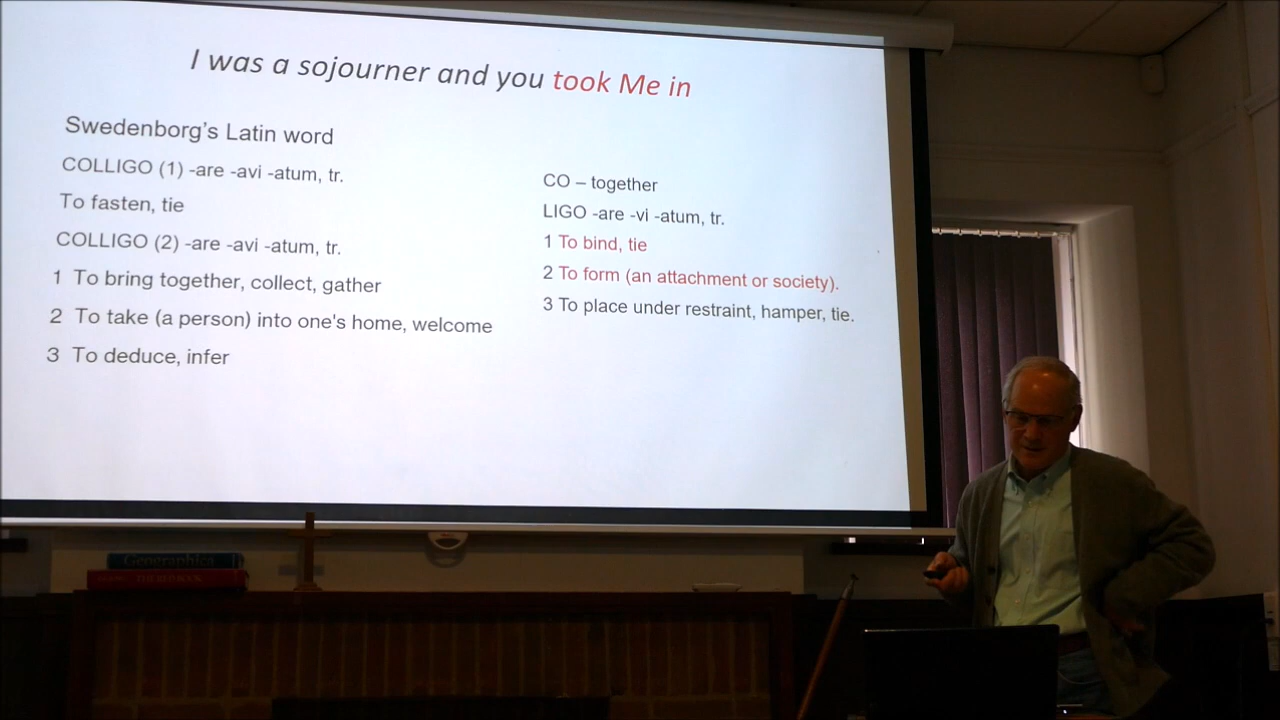 I was a sojourner and you took Me in
Swedenborg's Latin word
COLLIGO (1) -are -avi -atum, tr.
To fasten, tie
COLLIGO (2) -are -avi -atum, tr.
1 To bring together, collect, gather
2 To take (a person) into one's home, welcome
3 To deduce, infer
CO – together
LIGO -are -vi -atum, tr.
1 To bind, tie
2 To form (an attachment or society).
3 To place under restraint, hamper, tie.
Geographica